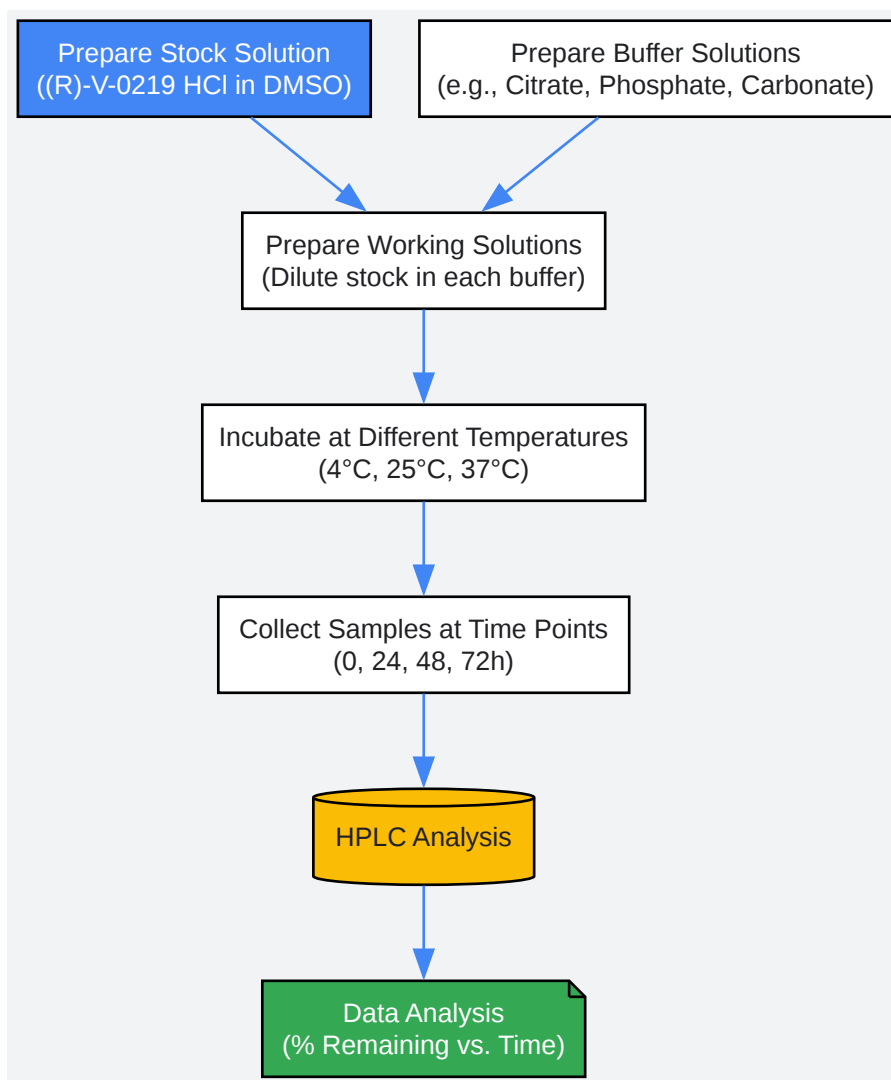 Prepare Stock Solution
((R)-V-0219 HCl in DMSO)
Prepare Buffer Solutions
(e.g., Citrate, Phosphate, Carbonate)
Prepare Working Solutions
(Dilute stock in each buffer)
Incubate at Different Temperatures
(4°C, 25°C, 37°C)
Collect Samples at Time Points
(0, 24, 48, 72h)
HPLC Analysis
Data Analysis
(% Remaining vs. Time)